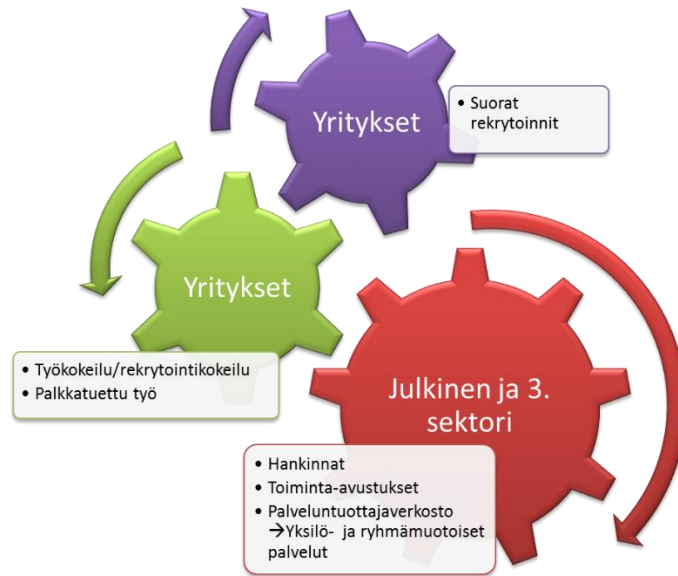 Yritykset
• Suorat
rekrytoinnit
Yritykset
• Työkokeilu/rekrytointikokeilu
• Palkkatuettu työ
Julkinen ja 3.
sektori
• Hankinnat
• Toiminta-avustukset
• Palveluntuottajaverkosto
→Yksilö- ja ryhmämuotoiset
palvelut